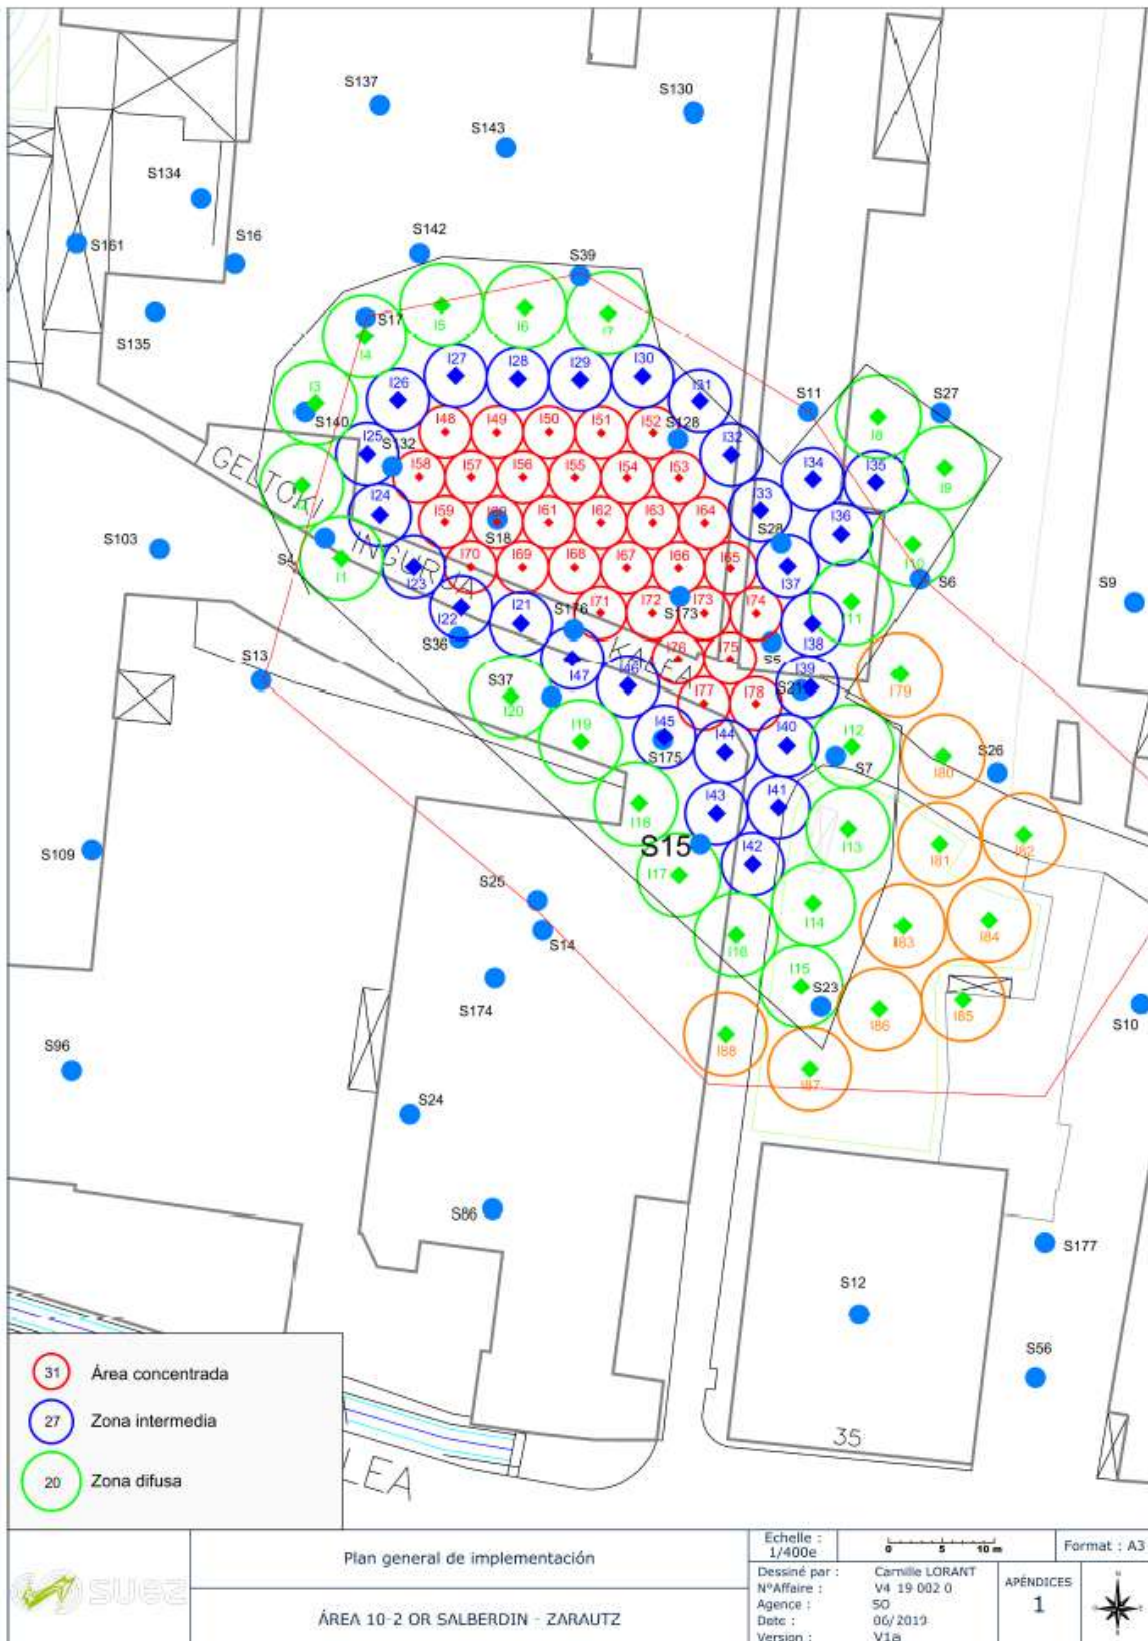 S137
S130
S143
S134
S142
S16
S161
S39
S135
S17
I5
I6
I7
I4
I27
I28
I29
I30
I26
I31
I3
S140
S11
S27
I8
I48
I49
I50
I51
I52
S128
I25
S132
I32
I9
I58
I57
I56
I55
I54
I53
I34
I35
GELTOKI
INGURUA
KALEA
I24
I59
S18
I61
I62
I63
I64
I33
I36
S28
S103
S4
I1
I23
I70
I69
I68
I67
I66
I65
I37
I10
S6
S9
I22
I21
S176
I71
I72
I73
I74
S173
I11
S36
I38
S5
S13
I47
I46
I76
I75
I39
S21
I79
S37
I20
I77
I78
I19
I45
S175
I44
I40
I12
S7
I80
S26
I18
I43
I41
I13
I81
I82
S109
S15
I42
I17
S25
S14
I14
I16
I83
I84
S174
I15
S23
I86
I85
S10
S96
I88
I87
S24
S86
S177
S12
S56
35
LEA
31 Área concentrada
27 Zona intermedia
20 Zona difusa
suez
Plan general de implementación
ÁREA 10-2 OR SALBERDIN - ZARAUTZ
Echelle :
1/400e
0 5 10 m
Format : A3
Dessiné par : Camille LORANT
N°Affaire : V4 19 002 0
Agence : SO
Date : 06/2019
Version : V1a
APÉNDICES
1